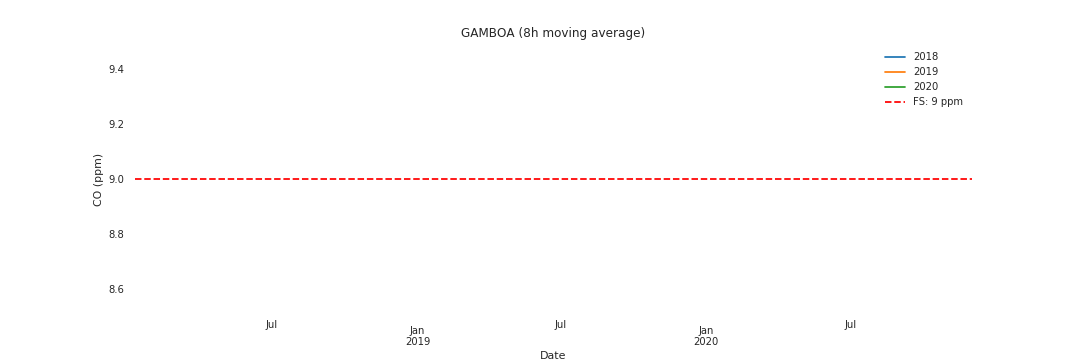 GAMBOA (8h moving average)
2018
2019
2020
FS: 9 ppm
9.4
9.2
9.0
8.8
8.6
CO (ppm)
Jul
Jan
2019
Jul
Jan
2020
Jul
Date